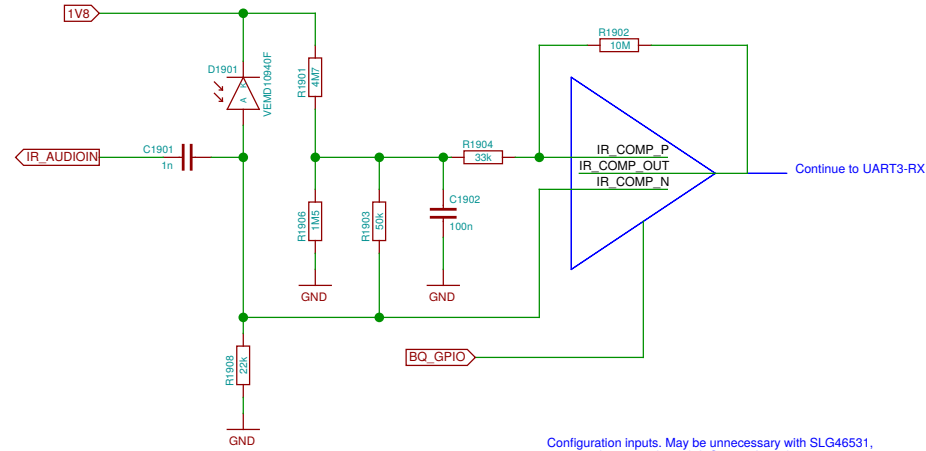 1V8
R1902
10M
D1901
VEMD10940F
K
A
R1901
4M7
IR_AUDIOIN
C1901
1n
R1904
33k
IR_COMP_P
IR_COMP_OUT
IR_COMP_N
Continue to UART3-RX
R1906
1M5
R1903
50k
C1902
100n
GND
GND
BQ_GPIO
R1908
22k
GND
Configuration inputs. May be unnecessary with SLG46531,